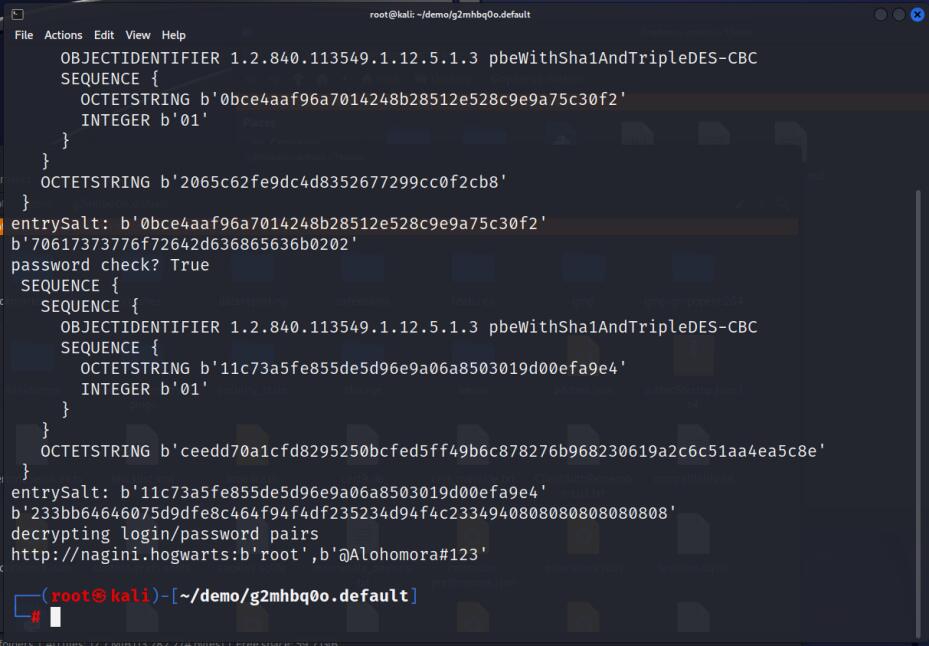 root@kali: ~/demo/g2mhbq0o.default
File Actions Edit View Help
OBJECTIDENTIFIER 1.2.840.113549.1.12.5.1.3 pbeWithSha1AndTripleDES-CBC
SEQUENCE {
OCTETSTRING b'0bce4aaf96a7014248b28512e528c9e9a75c30f2'
INTEGER b'01'
}
}
OCTETSTRING b'2065c62fe9dc4d8352677299cc0f2cb8'
}
entrySalt: b'0bce4aaf96a7014248b28512e528c9e9a75c30f2'
b'70617373776f72642d636865636b0202'
password check? True
SEQUENCE {
SEQUENCE {
OBJECTIDENTIFIER 1.2.840.113549.1.12.5.1.3 pbeWithSha1AndTripleDES-CBC
SEQUENCE {
OCTETSTRING b'11c73a5fe855de5d96e9a06a8503019d00efa9e4'
INTEGER b'01'
}
}
OCTETSTRING b'ceedd70a1cfd8295250bcfed5ff49b6c878276b968230619a2c6c51aa4ea5c8e'
}
entrySalt: b'11c73a5fe855de5d96e9a06a8503019d00efa9e4'
b'233bb64646075d9dfe8c464f94f4df235234d94f4c2334940808080808080808'
decrypting login/password pairs
http://nagini.hogwarts:b'root',b'@Alohomora#123'
(root㉿kali)-[~/demo/g2mhbq0o.default]
#